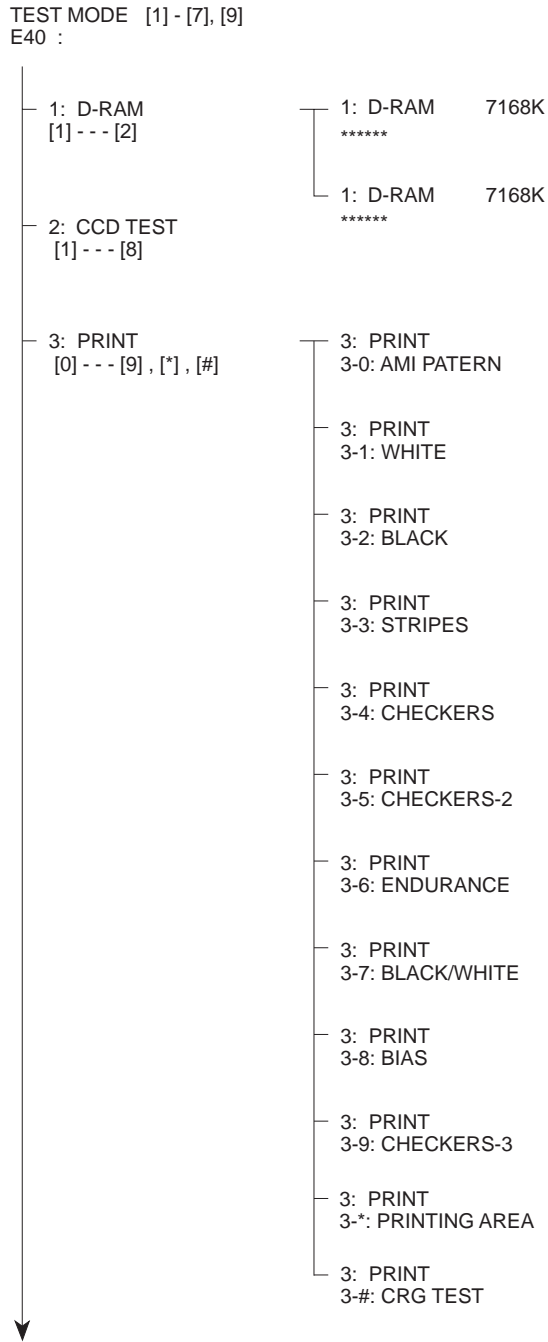 TEST MODE [1] - [7], [9]
E40 :
1: D-RAM
[1] - - - [2]
1: D-RAM 7168K
******
1: D-RAM 7168K
******
2: CCD TEST
[1] - - - [8]
3: PRINT
[0] - - - [9] , [*] , [#]
3: PRINT
3-0: AMI PATERN
3: PRINT
3-1: WHITE
3: PRINT
3-2: BLACK
3: PRINT
3-3: STRIPES
3: PRINT
3-4: CHECKERS
3: PRINT
3-5: CHECKERS-2
3: PRINT
3-6: ENDURANCE
3: PRINT
3-7: BLACK/WHITE
3: PRINT
3-8: BIAS
3: PRINT
3-9: CHECKERS-3
3: PRINT
3-*: PRINTING AREA
3: PRINT
3-#: CRG TEST